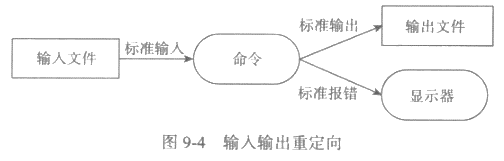 标准输出
输出文件
输入文件
标准输入
命令
标准报错
显示器
图 9-4 输入输出重定向